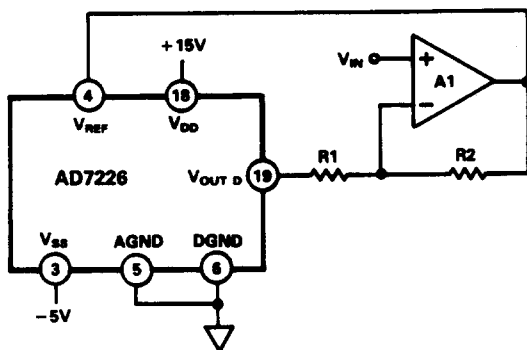 +15V
VIN
+
A1
−
4
18
VREF
VDD
R1
R2
AD7226
VOUT D
19
VSS
AGND
DGND
3
5
6
−5V